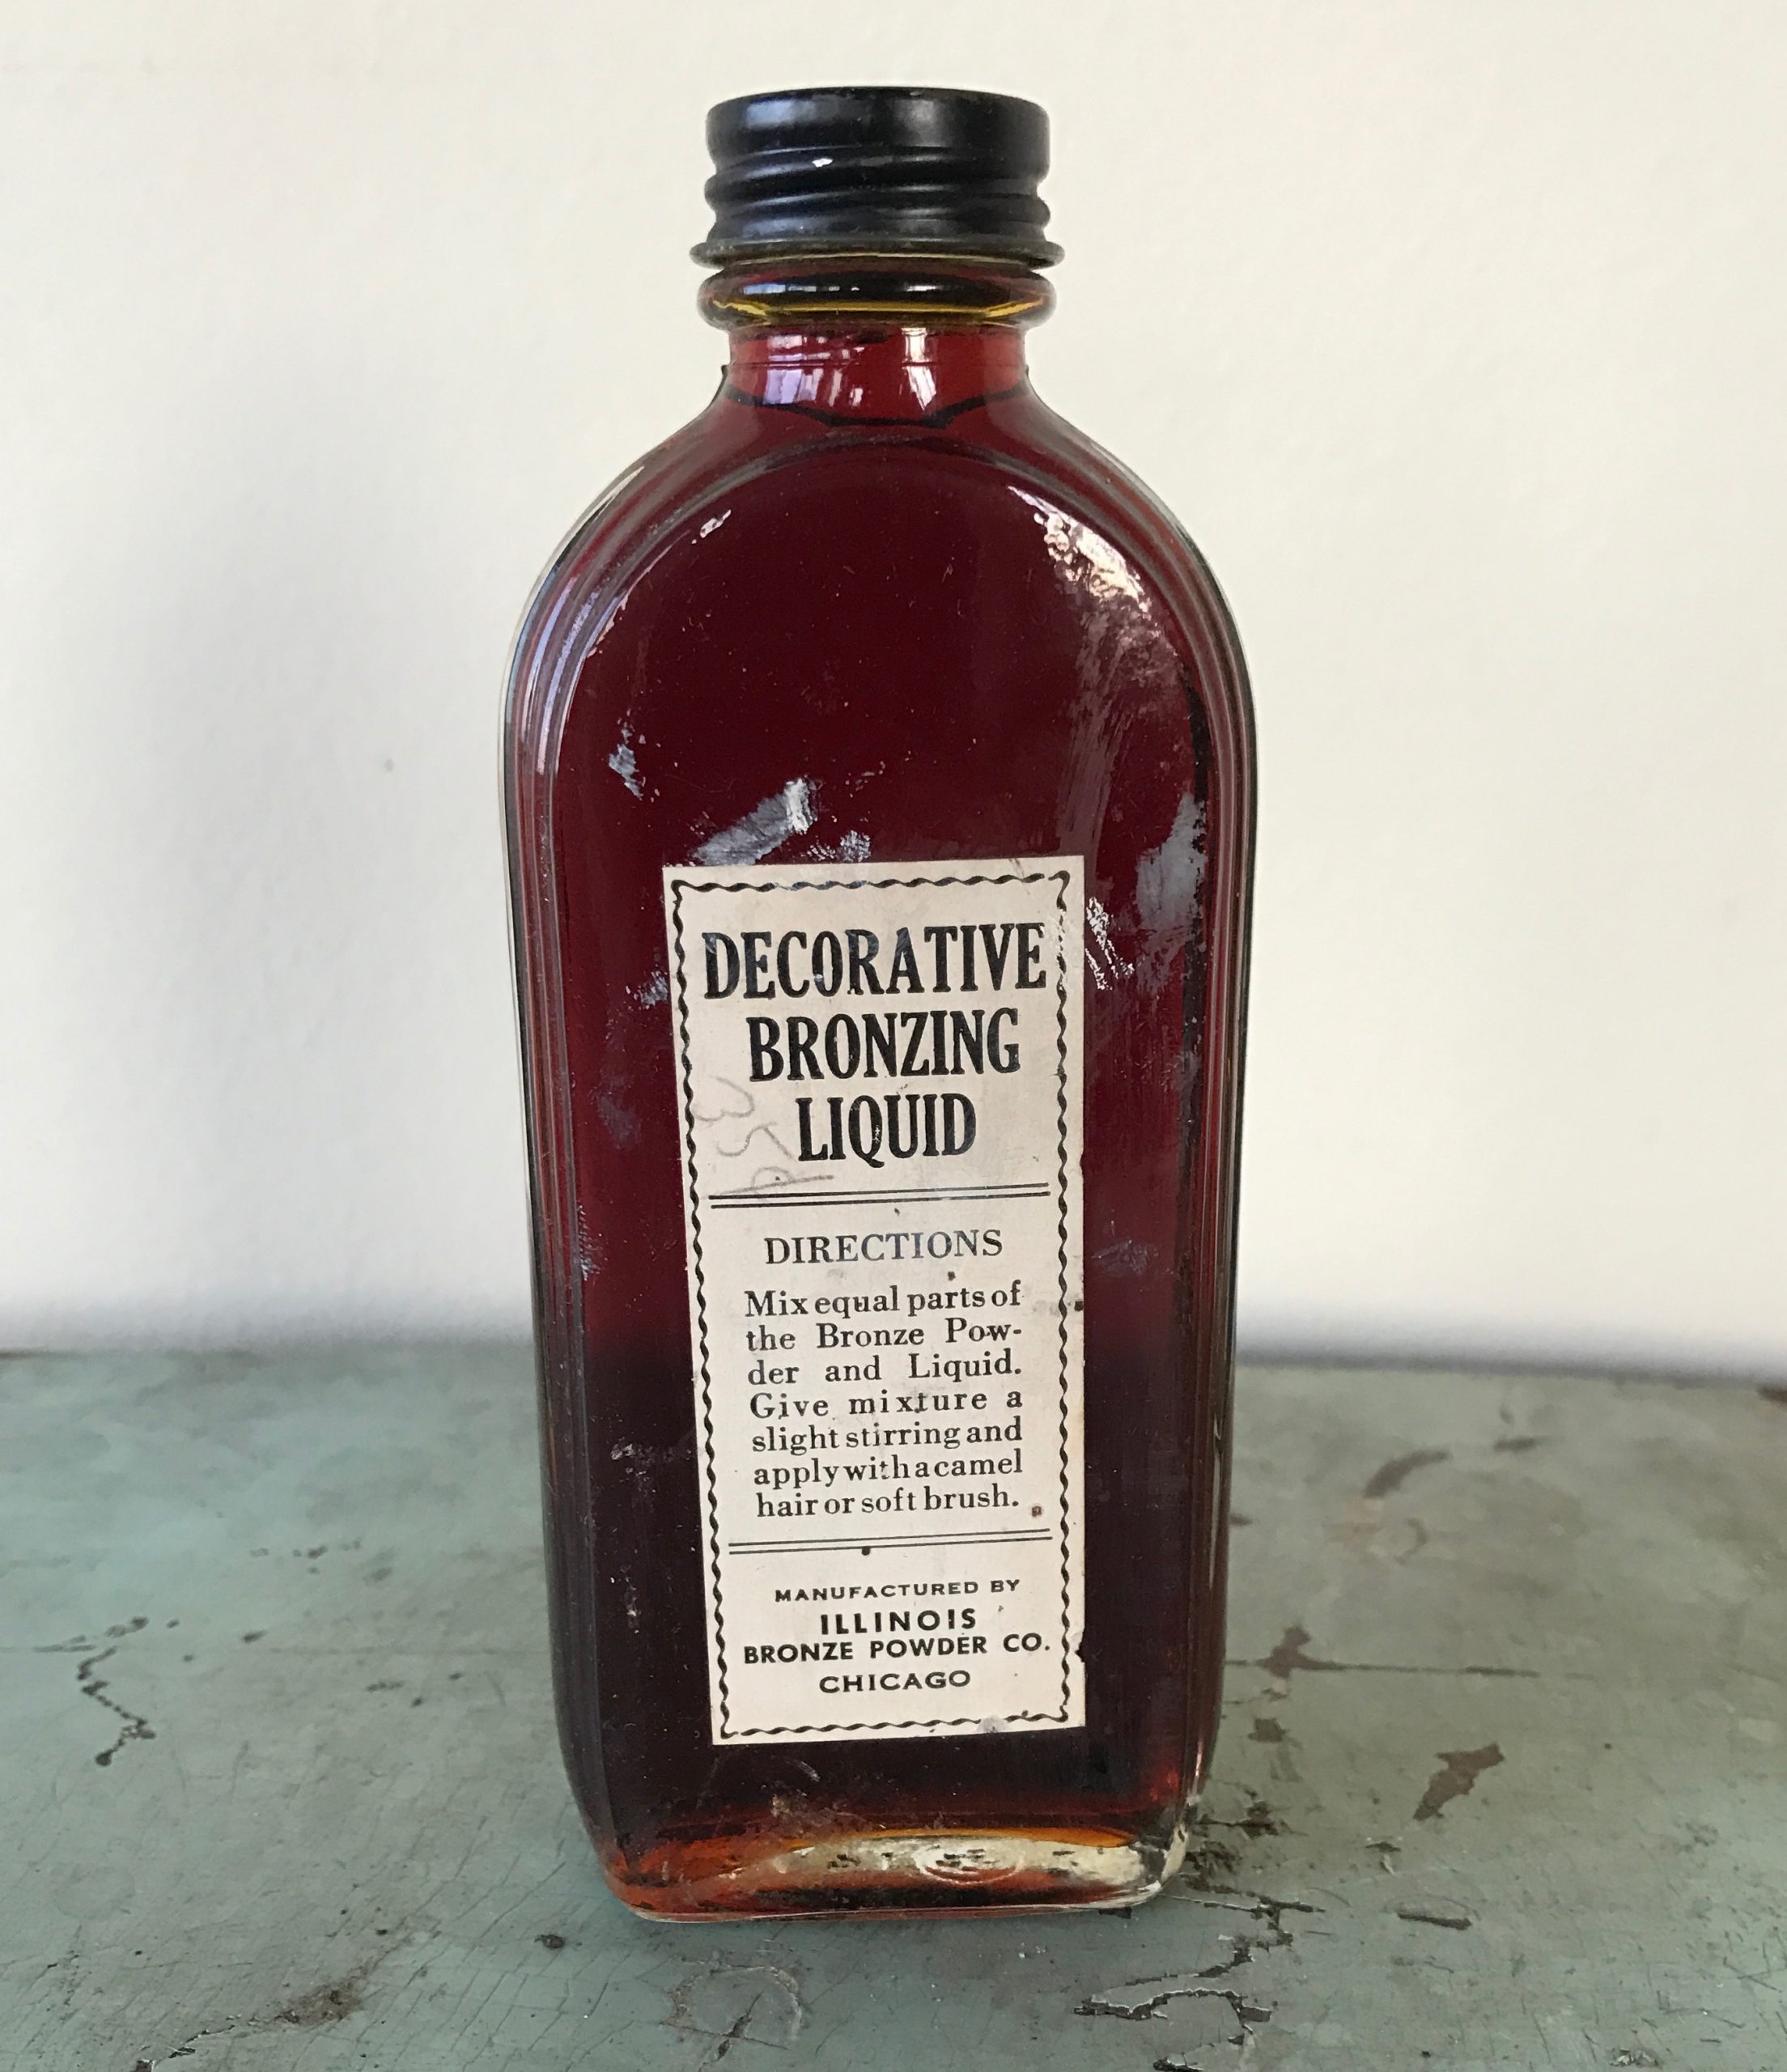 DECORATIVE
BRONZING
LIQUID
DIRECTIONS
Mix equal parts of
the Bronze Pow-
der and Liquid.
Give mixture a
slight stirring and
apply with a camel
hair or soft brush.
MANUFACTURED BY
ILLINOIS
BRONZE POWDER CO.
CHICAGO